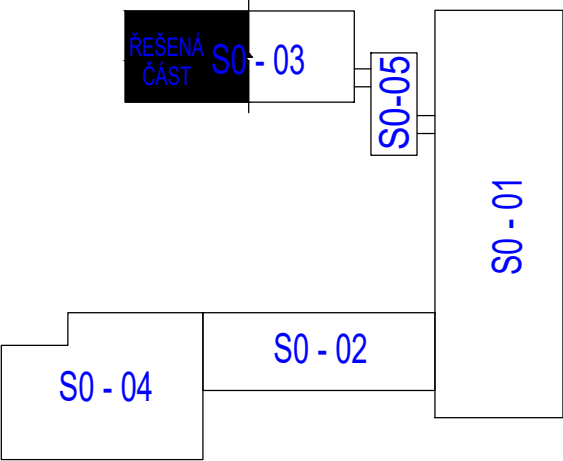 ŘEŠENÁ
ČÁST
S0 - 03
S0-05
S0 - 01
S0 - 02
S0 - 04